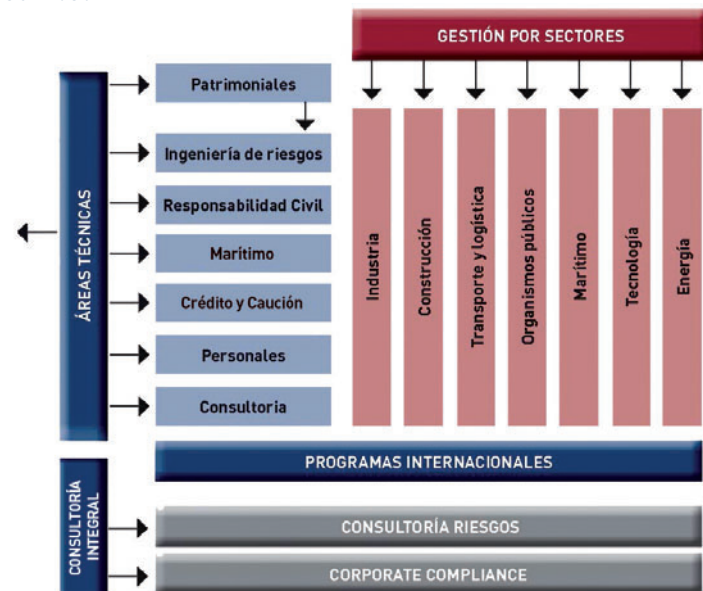 GESTIÓN POR SECTORES
ÁREAS TÉCNICAS
Patrimoniales
Ingeniería de riesgos
Responsabilidad Civil
Marítimo
Crédito y Caución
Personales
Consultoria
Industria
Construcción
Transporte y logística
Organismos públicos
Marítimo
Tecnología
Energía
PROGRAMAS INTERNACIONALES
CONSULTORÍA
INTEGRAL
CONSULTORÍA RIESGOS
CORPORATE COMPLIANCE